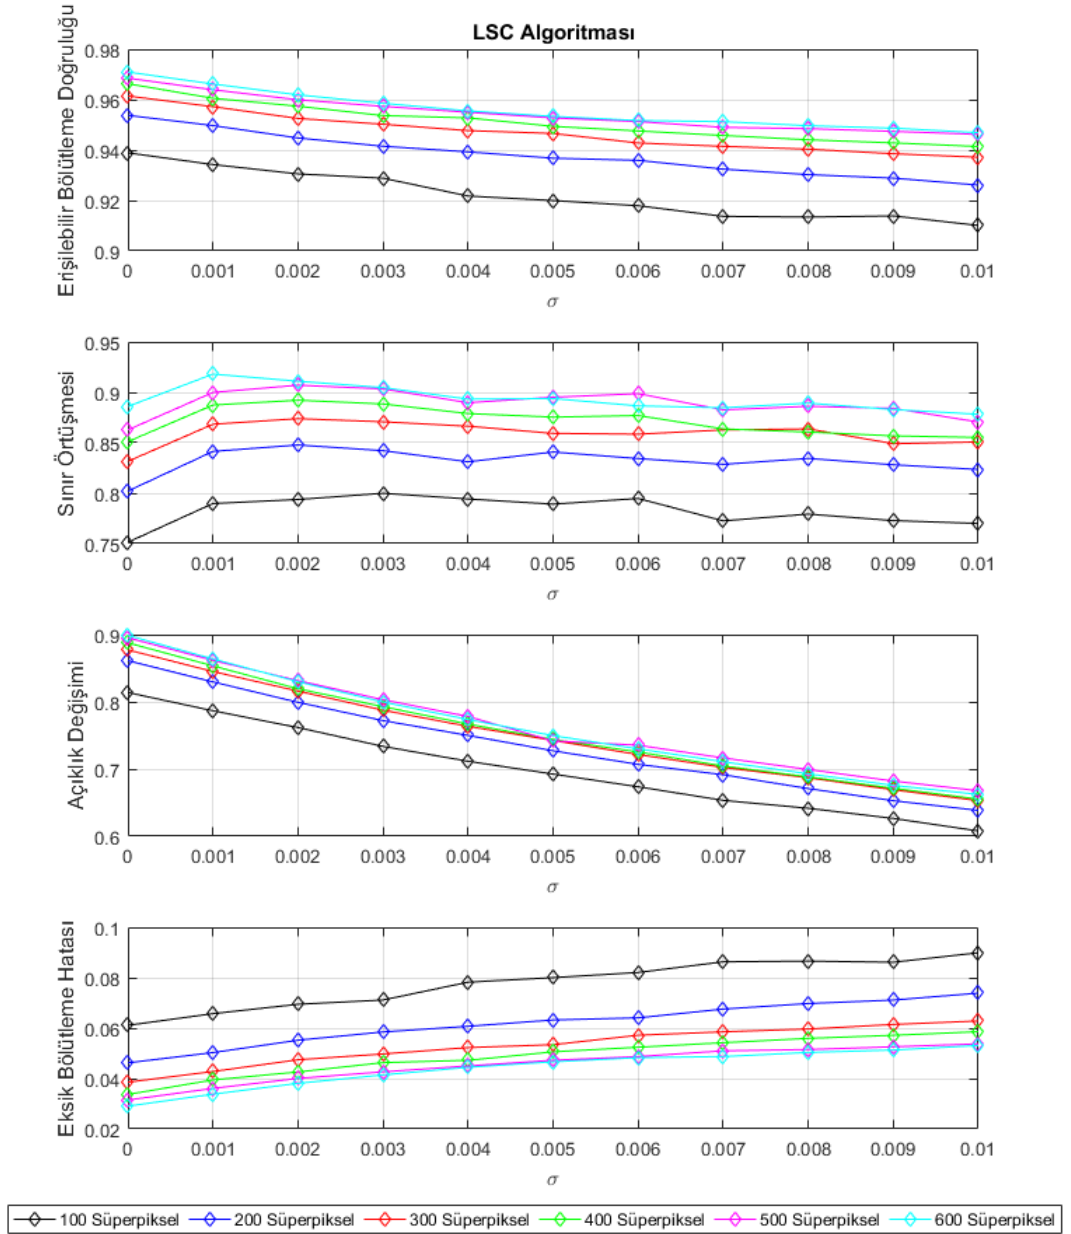 LSC Algoritması
Erişilebilir Bölütleme Doğruluğu
0.98
0.96
0.94
0.92
0.9
0 0.001 0.002 0.003 0.004 0.005 0.006 0.007 0.008 0.009 0.01
σ
Sınır Örtüşmesi
0.95
0.9
0.85
0.8
0.75
0 0.001 0.002 0.003 0.004 0.005 0.006 0.007 0.008 0.009 0.01
σ
Açıklık Değişimi
0.9
0.8
0.7
0.6
0 0.001 0.002 0.003 0.004 0.005 0.006 0.007 0.008 0.009 0.01
σ
Eksik Bölütleme Hatası
0.1
0.08
0.06
0.04
0.02
0 0.001 0.002 0.003 0.004 0.005 0.006 0.007 0.008 0.009 0.01
σ
100 Süperpiksel 200 Süperpiksel 300 Süperpiksel 400 Süperpiksel 500 Süperpiksel 600 Süperpiksel